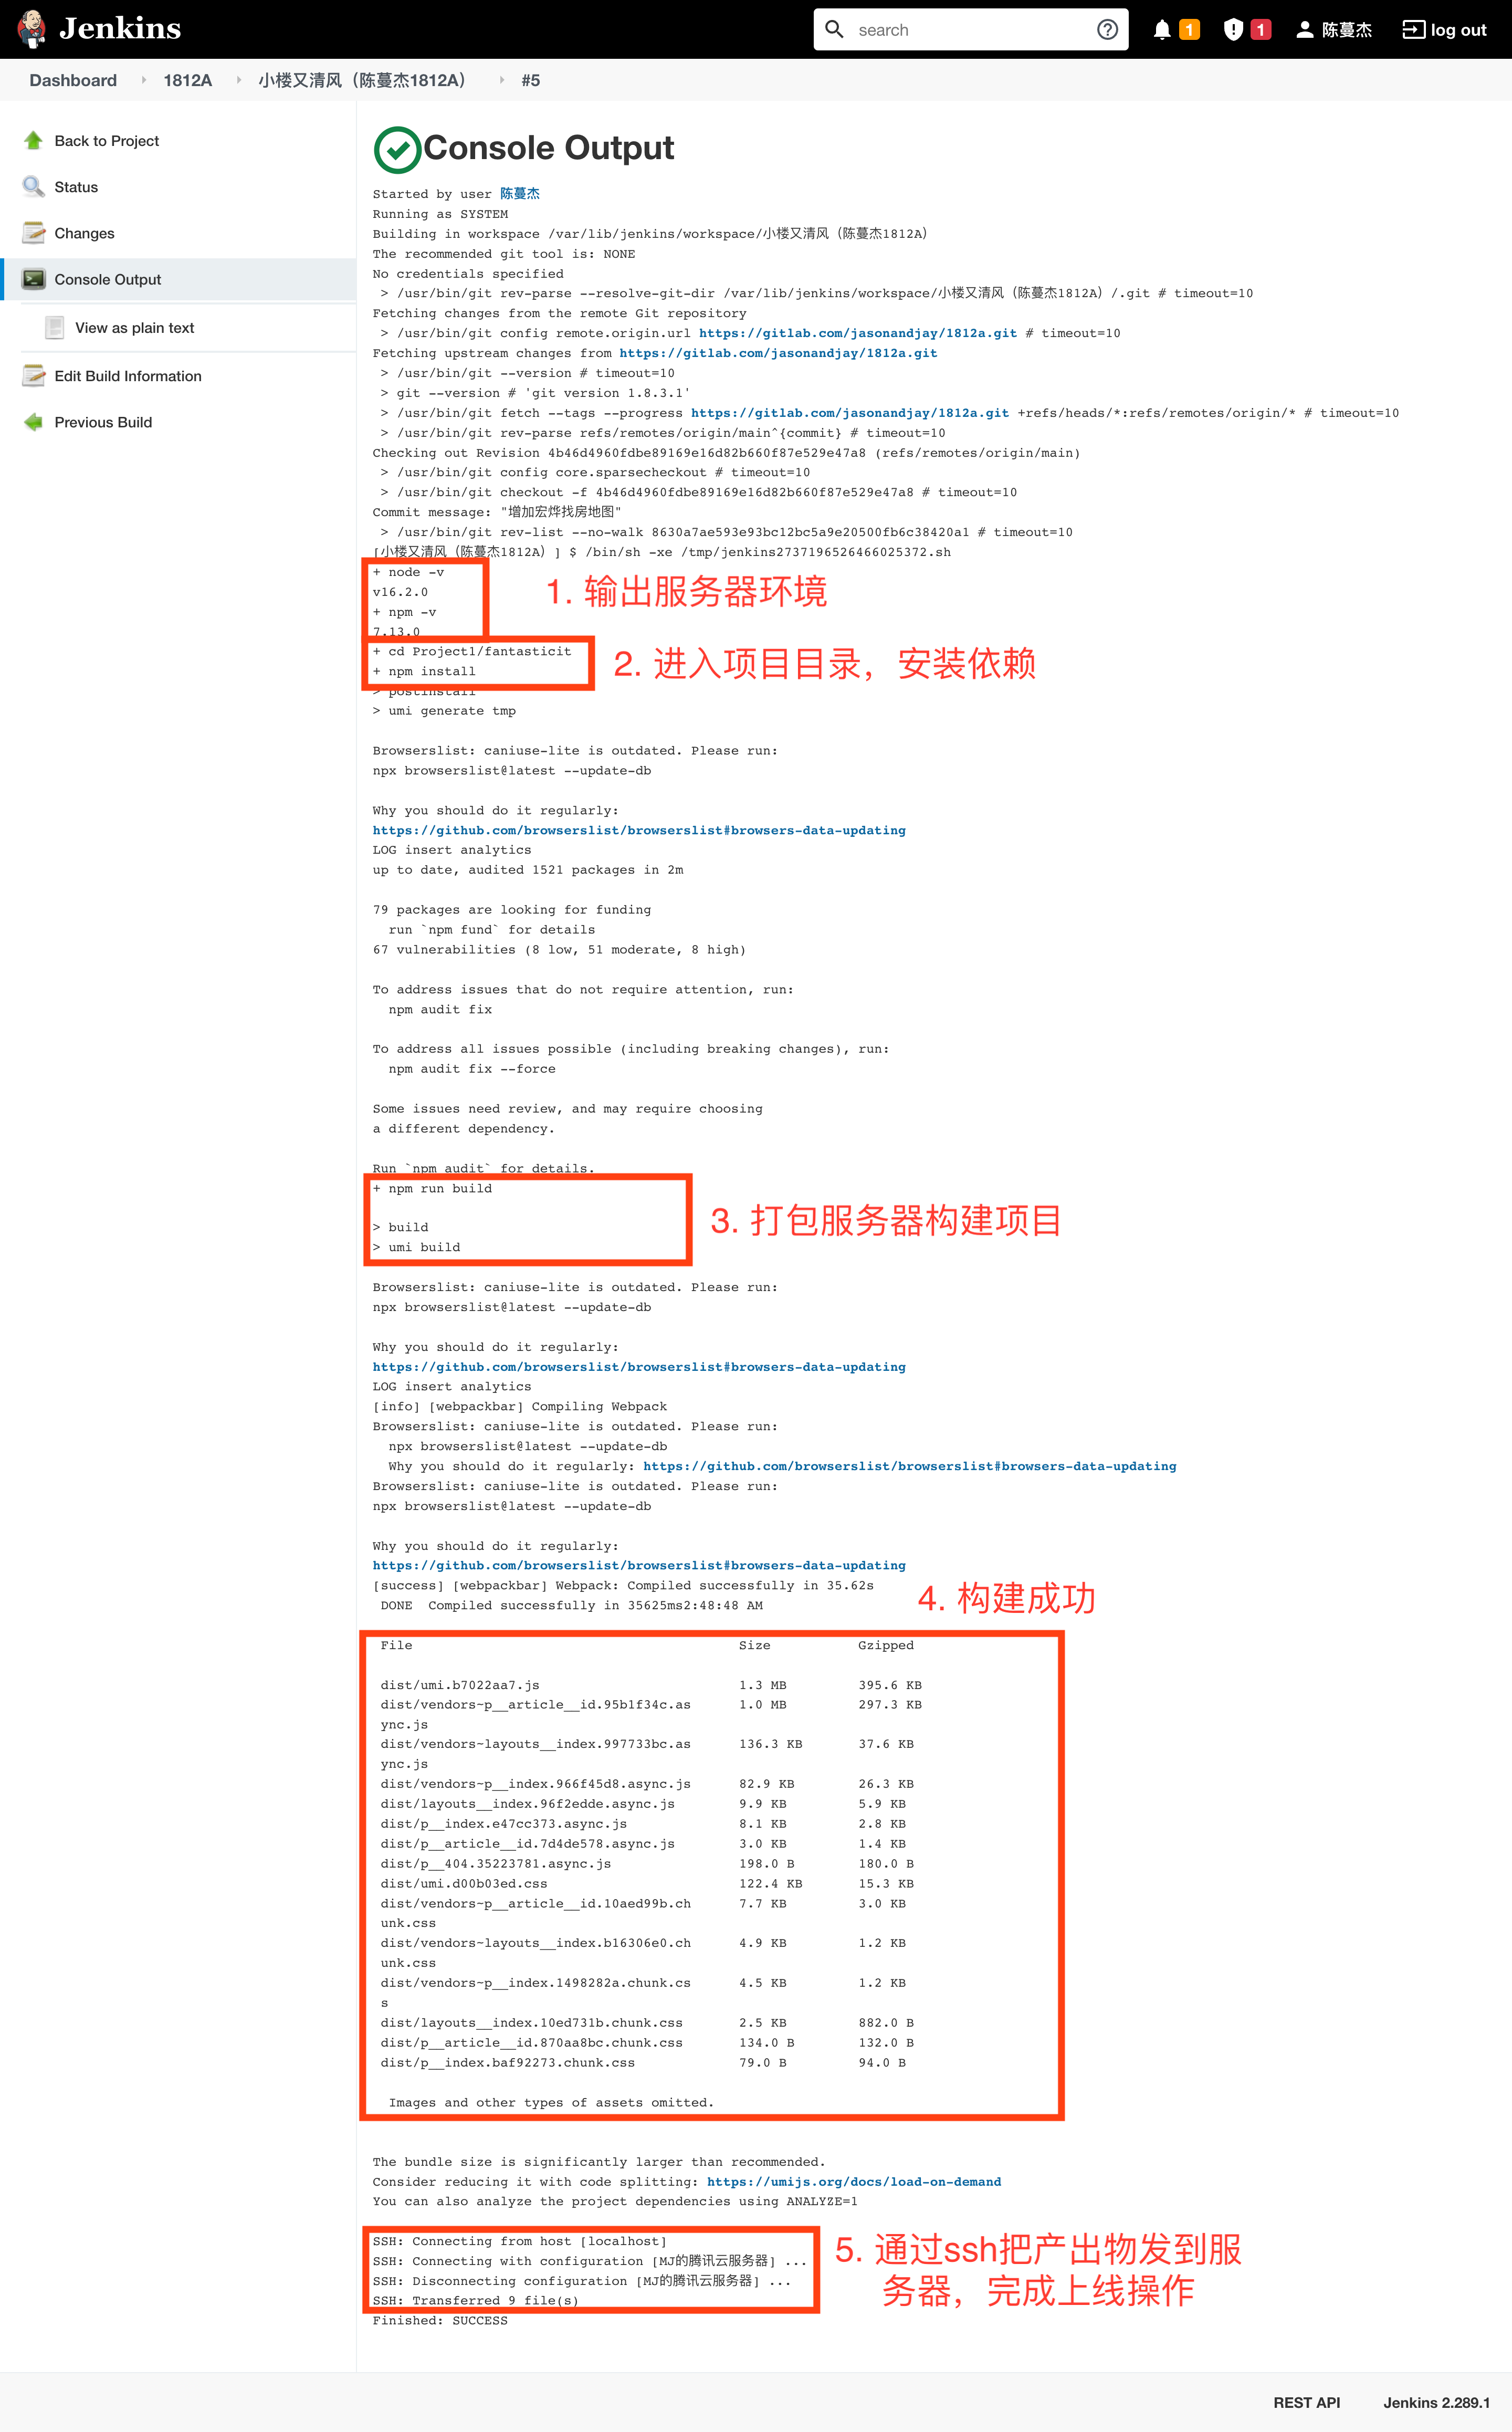 Jenkins
search
1
1
陈蔓杰
log out
Dashboard
1812A
小楼又清风（陈蔓杰1812A）
#5
Back to Project
Status
Changes
Console Output
View as plain text
Edit Build Information
Previous Build
Console Output
Started by user 陈蔓杰
Running as SYSTEM
Building in workspace /var/lib/jenkins/workspace/小楼又清风（陈蔓杰1812A）
The recommended git tool is: NONE
No credentials specified
> /usr/bin/git rev-parse --resolve-git-dir /var/lib/jenkins/workspace/小楼又清风（陈蔓杰1812A）/.git # timeout=10
Fetching changes from the remote Git repository
> /usr/bin/git config remote.origin.url https://gitlab.com/jasonandjay/1812a.git # timeout=10
Fetching upstream changes from https://gitlab.com/jasonandjay/1812a.git
> /usr/bin/git --version # timeout=10
> git --version # 'git version 1.8.3.1'
> /usr/bin/git fetch --tags --progress https://gitlab.com/jasonandjay/1812a.git +refs/heads/*:refs/remotes/origin/* # timeout=10
> /usr/bin/git rev-parse refs/remotes/origin/main^{commit} # timeout=10
Checking out Revision 4b46d4960fdbe89169e16d82b660f87e529e47a8 (refs/remotes/origin/main)
> /usr/bin/git config core.sparsecheckout # timeout=10
> /usr/bin/git checkout -f 4b46d4960fdbe89169e16d82b660f87e529e47a8 # timeout=10
Commit message: "增加宏烨找房地图"
> /usr/bin/git rev-list --no-walk 8630a7ae593e93bc12bc5a9e20500fb6c38420a1 # timeout=10
[小楼又清风（陈蔓杰1812A）] $ /bin/sh -xe /tmp/jenkins2737196526466025372.sh
+ node -v
v16.2.0
+ npm -v
7.13.0
1. 输出服务器环境
+ cd Project1/fantasticit
+ npm install
2. 进入项目目录，安装依赖
> postinstall
> umi generate tmp
Browserslist: caniuse-lite is outdated. Please run:
npx browserslist@latest --update-db
Why you should do it regularly:
https://github.com/browserslist/browserslist#browsers-data-updating
LOG insert analytics
up to date, audited 1521 packages in 2m
79 packages are looking for funding
run `npm fund` for details
67 vulnerabilities (8 low, 51 moderate, 8 high)
To address issues that do not require attention, run:
npm audit fix
To address all issues possible (including breaking changes), run:
npm audit fix --force
Some issues need review, and may require choosing
a different dependency.
Run `npm audit` for details.
+ npm run build
> build
> umi build
3. 打包服务器构建项目
Browserslist: caniuse-lite is outdated. Please run:
npx browserslist@latest --update-db
Why you should do it regularly:
https://github.com/browserslist/browserslist#browsers-data-updating
LOG insert analytics
[info] [webpackbar] Compiling Webpack
Browserslist: caniuse-lite is outdated. Please run:
npx browserslist@latest --update-db
Why you should do it regularly: https://github.com/browserslist/browserslist#browsers-data-updating
Browserslist: caniuse-lite is outdated. Please run:
npx browserslist@latest --update-db
Why you should do it regularly:
https://github.com/browserslist/browserslist#browsers-data-updating
[success] [webpackbar] Webpack: Compiled successfully in 35.62s
DONE  Compiled successfully in 35625ms2:48:48 AM
4. 构建成功
File Size Gzipped
dist/umi.b7022aa7.js 1.3 MB 395.6 KB
dist/vendors~p__article__id.95b1f34c.as 1.0 MB 297.3 KB
ync.js
dist/vendors~layouts__index.997733bc.as 136.3 KB 37.6 KB
ync.js
dist/vendors~p__index.966f45d8.async.js 82.9 KB 26.3 KB
dist/layouts__index.96f2edde.async.js 9.9 KB 5.9 KB
dist/p__index.e47cc373.async.js 8.1 KB 2.8 KB
dist/p__article__id.7d4de578.async.js 3.0 KB 1.4 KB
dist/p__404.35223781.async.js 198.0 B 180.0 B
dist/umi.d00b03ed.css 122.4 KB 15.3 KB
dist/vendors~p__article__id.10aed99b.ch 7.7 KB 3.0 KB
unk.css
dist/vendors~layouts__index.b16306e0.ch 4.9 KB 1.2 KB
unk.css
dist/vendors~p__index.1498282a.chunk.cs 4.5 KB 1.2 KB
s
dist/layouts__index.10ed731b.chunk.css 2.5 KB 882.0 B
dist/p__article__id.870aa8bc.chunk.css 134.0 B 132.0 B
dist/p__index.baf92273.chunk.css 79.0 B 94.0 B
Images and other types of assets omitted.
The bundle size is significantly larger than recommended.
Consider reducing it with code splitting: https://umijs.org/docs/load-on-demand
You can also analyze the project dependencies using ANALYZE=1
SSH: Connecting from host [localhost]
SSH: Connecting with configuration [MJ的腾讯云服务器] ...
SSH: Disconnecting configuration [MJ的腾讯云服务器] ...
SSH: Transferred 9 file(s)
5. 通过ssh把产出物发到服
务器，完成上线操作
Finished: SUCCESS
REST API
Jenkins 2.289.1